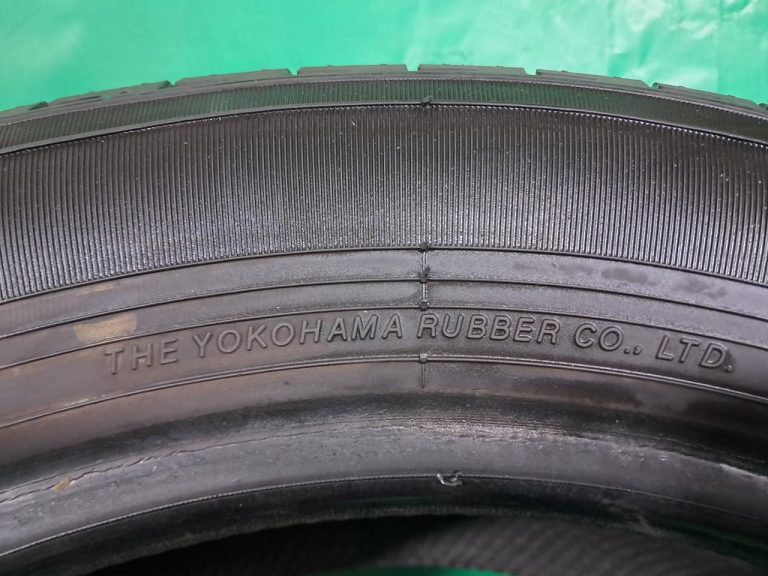 THE YOKOHAMA RUBBER CO., LTD.